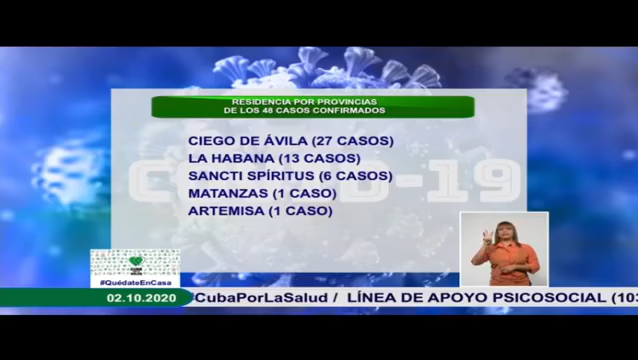 RESIDENCIA POR PROVINCIAS
DE LOS 48 CASOS CONFIRMADOS
CIEGO DE ÁVILA (27 CASOS)
LA HABANA (13 CASOS)
SANCTI SPÍRITUS (6 CASOS)
MATANZAS (1 CASO)
ARTEMISA (1 CASO)
COVID-19
#QuédateEnCasa
02.10.2020
#CubaPorLaSalud / LÍNEA DE APOYO PSICOSOCIAL (103